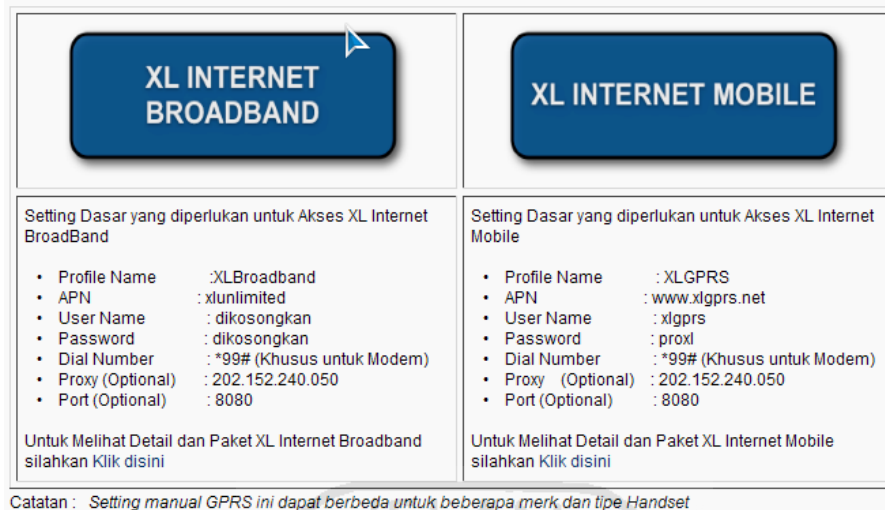 XL INTERNET
BROADBAND
XL INTERNET MOBILE
Setting Dasar yang diperlukan untuk Akses XL Internet
BroadBand
• Profile Name :XLBroadband
• APN : xlunlimited
• User Name : dikosongkan
• Password : dikosongkan
• Dial Number : *99# (Khusus untuk Modem)
• Proxy (Optional) : 202.152.240.050
• Port (Optional) : 8080
Untuk Melihat Detail dan Paket XL Internet Broadband
silahkan Klik disini
Setting Dasar yang diperlukan untuk Akses XL Internet
Mobile
• Profile Name : XLGPRS
• APN : www.xlgprs.net
• User Name : xlgprs
• Password : proxl
• Dial Number : *99# (Khusus untuk Modem)
• Proxy (Optional) : 202.152.240.050
• Port (Optional) : 8080
Untuk Melihat Detail dan Paket XL Internet Mobile
silahkan Klik disini
Catatan : Setting manual GPRS ini dapat berbeda untuk beberapa merk dan tipe Handset